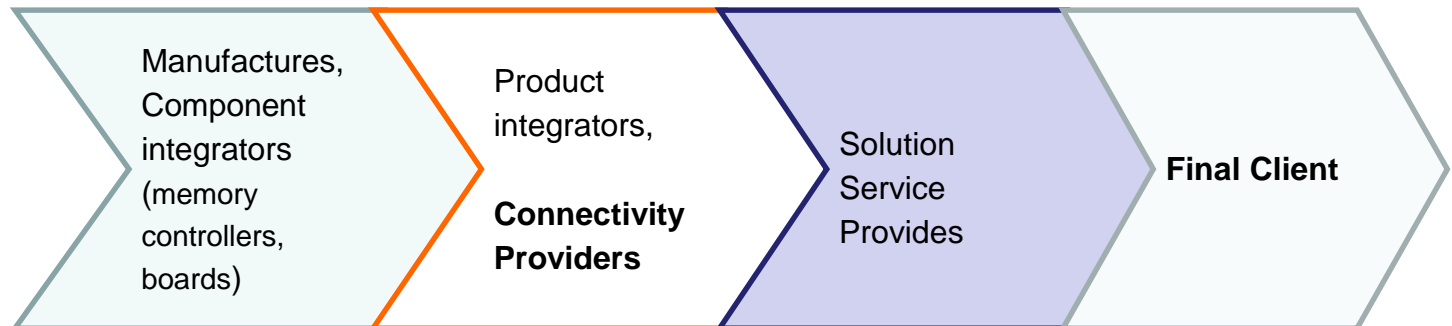 Manufactures,
Component
integrators
(memory
controllers,
boards)
Product
integrators,
Connectivity
Providers
Solution
Service
Provides
Final Client